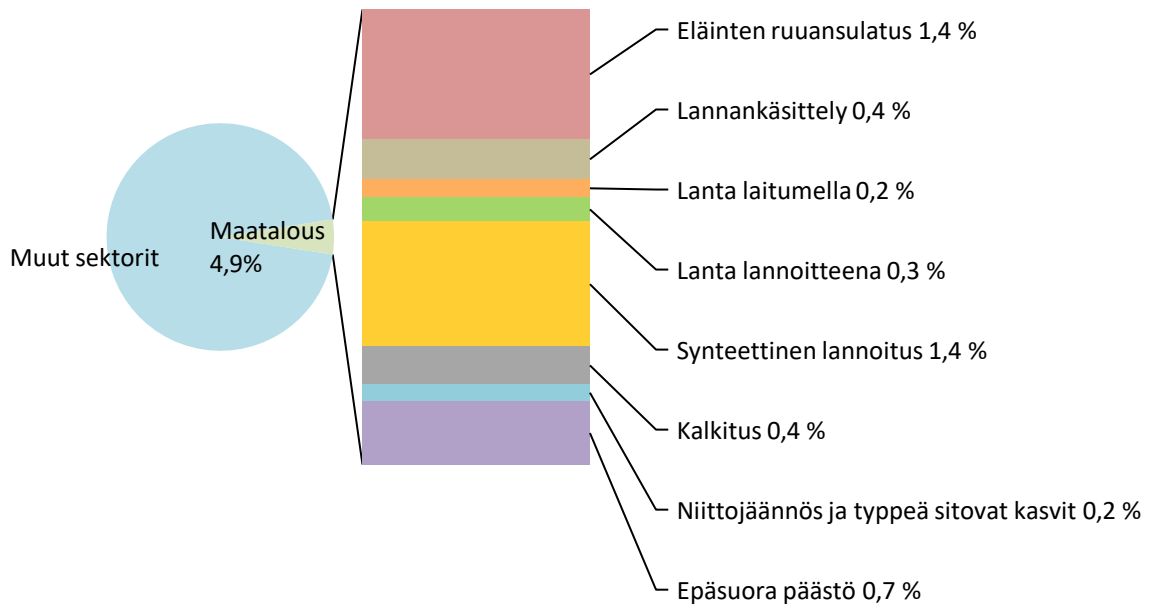 Muut sektorit
Maatalous
4,9%
Eläinten ruuansulatus 1,4 %
Lannankäsittely 0,4 %
Lanta laitumella 0,2 %
Lanta lannoitteena 0,3 %
Synteettinen lannoitus 1,4 %
Kalkitus 0,4 %
Niittojäännös ja typpeä sitovat kasvit 0,2 %
Epäsuora päästö 0,7 %